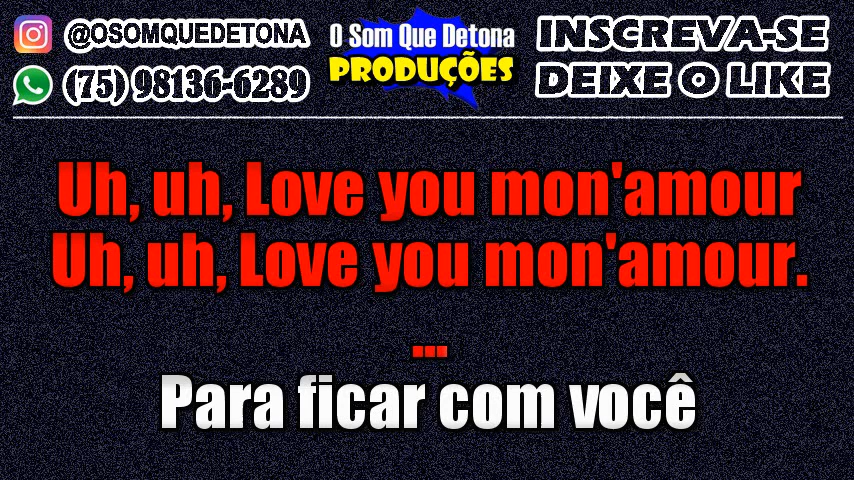 @OSOMQUEDETONA
(75) 98136-6289
O Som Que Detona
PRODUÇÕES
INSCREVA-SE
DEIXE O LIKE
Uh, uh, Love you mon'amour
Uh, uh, Love you mon'amour.
...
Para ficar com você